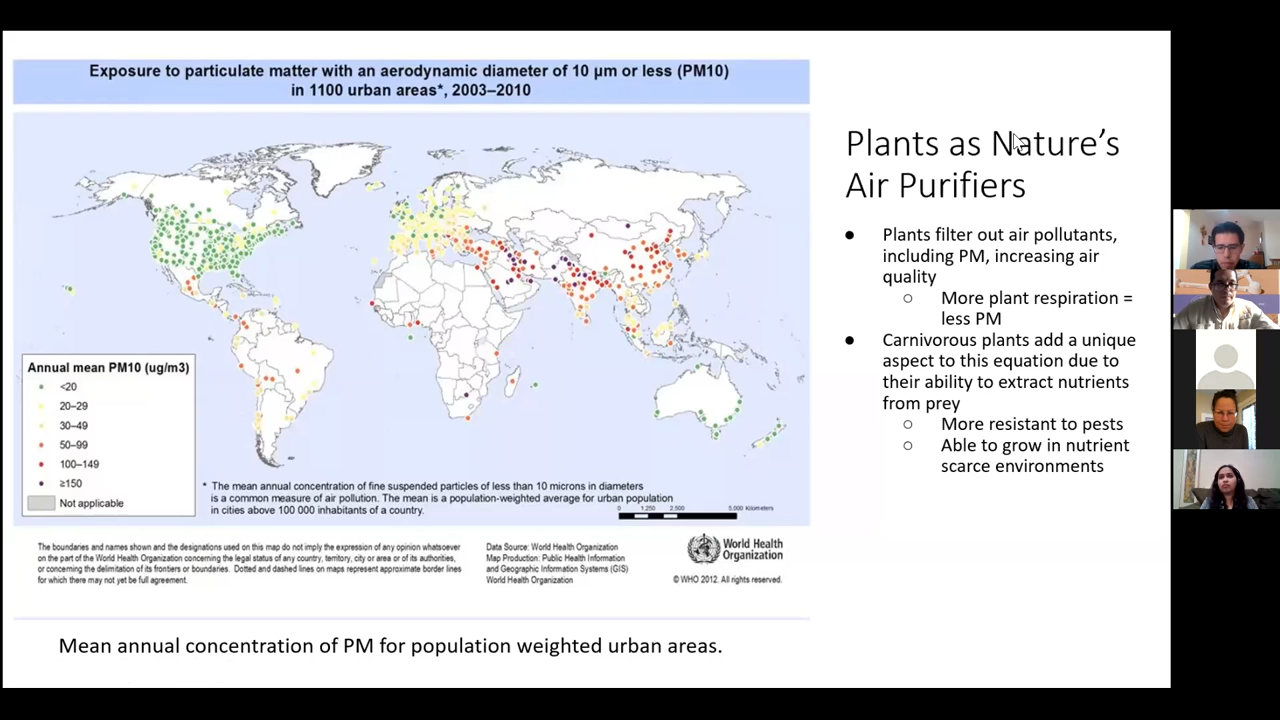 Exposure to particulate matter with an aerodynamic diameter of 10 µm or less (PM10)
in 1100 urban areas*, 2003–2010
Annual mean PM10 (ug/m3)
<20
20–29
30–49
50–99
100–149
≥150
Not applicable
* The mean annual concentration of fine suspended particles of less than 10 microns in diameters
is a common measure of air pollution. The mean is a population-weighted average for urban population
in cities above 100 000 inhabitants of a country.
0 1,250 2,500 5,000 Kilometers
The boundaries and names shown and the designations used on this map do not imply the expression of any opinion whatsoever
on the part of the World Health Organization concerning the legal status of any country, territory, city or area or of its authorities,
or concerning the delimitation of its frontiers or boundaries. Dotted and dashed lines on maps represent approximate border lines
for which there may not yet be full agreement.
Data Source: World Health Organization
Map Production: Public Health Information
and Geographic Information Systems (GIS)
World Health Organization
World Health
Organization
© WHO 2012. All rights reserved.
Mean annual concentration of PM for population weighted urban areas.
Plants as Nature's
Air Purifiers
● Plants filter out air pollutants,
including PM, increasing air
quality
○ More plant respiration =
less PM
● Carnivorous plants add a unique
aspect to this equation due to
their ability to extract nutrients
from prey
○ More resistant to pests
○ Able to grow in nutrient
scarce environments